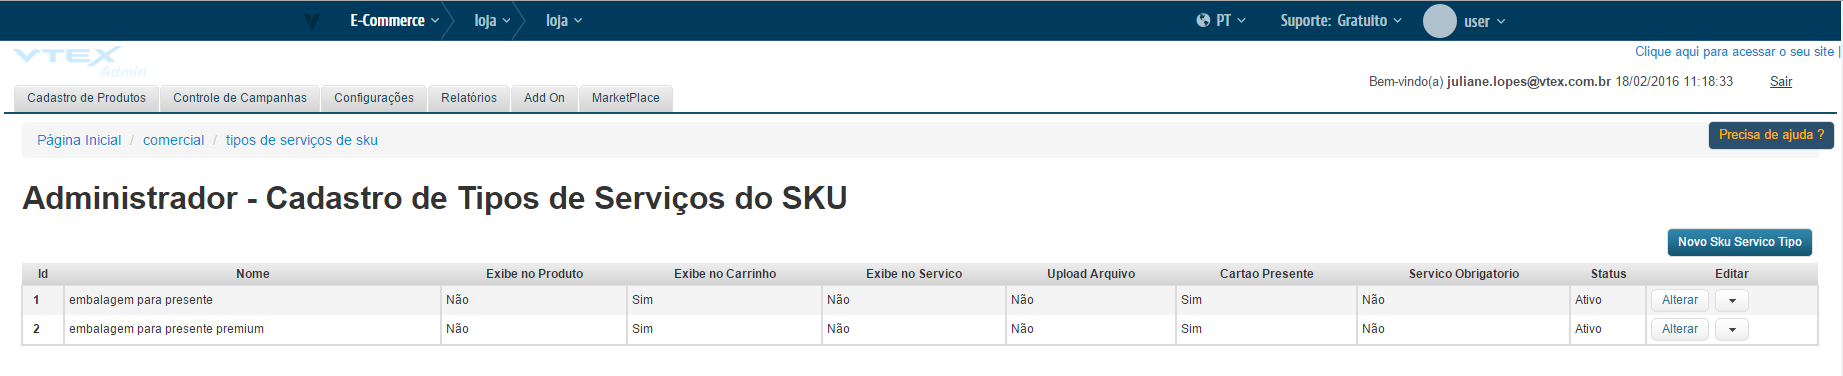 E-Commerce loja loja PT Suporte: Gratuito user
VTEX Admin
Clique aqui para acessar o seu site |
Bem-vindo(a) juliane.lopes@vtex.com.br 18/02/2016 11:18:33 Sair
Cadastro de Produtos Controle de Campanhas Configurações Relatórios Add On MarketPlace
Página Inicial / comercial / tipos de serviços de sku Precisa de ajuda ?
Administrador - Cadastro de Tipos de Serviços do SKU
Novo Sku Servico Tipo
Id Nome Exibe no Produto Exibe no Carrinho Exibe no Servico Upload Arquivo Cartao Presente Servico Obrigatorio Status Editar
1 embalagem para presente Não Sim Não Não Sim Não Ativo Alterar
2 embalagem para presente premium Não Sim Não Não Sim Não Ativo Alterar